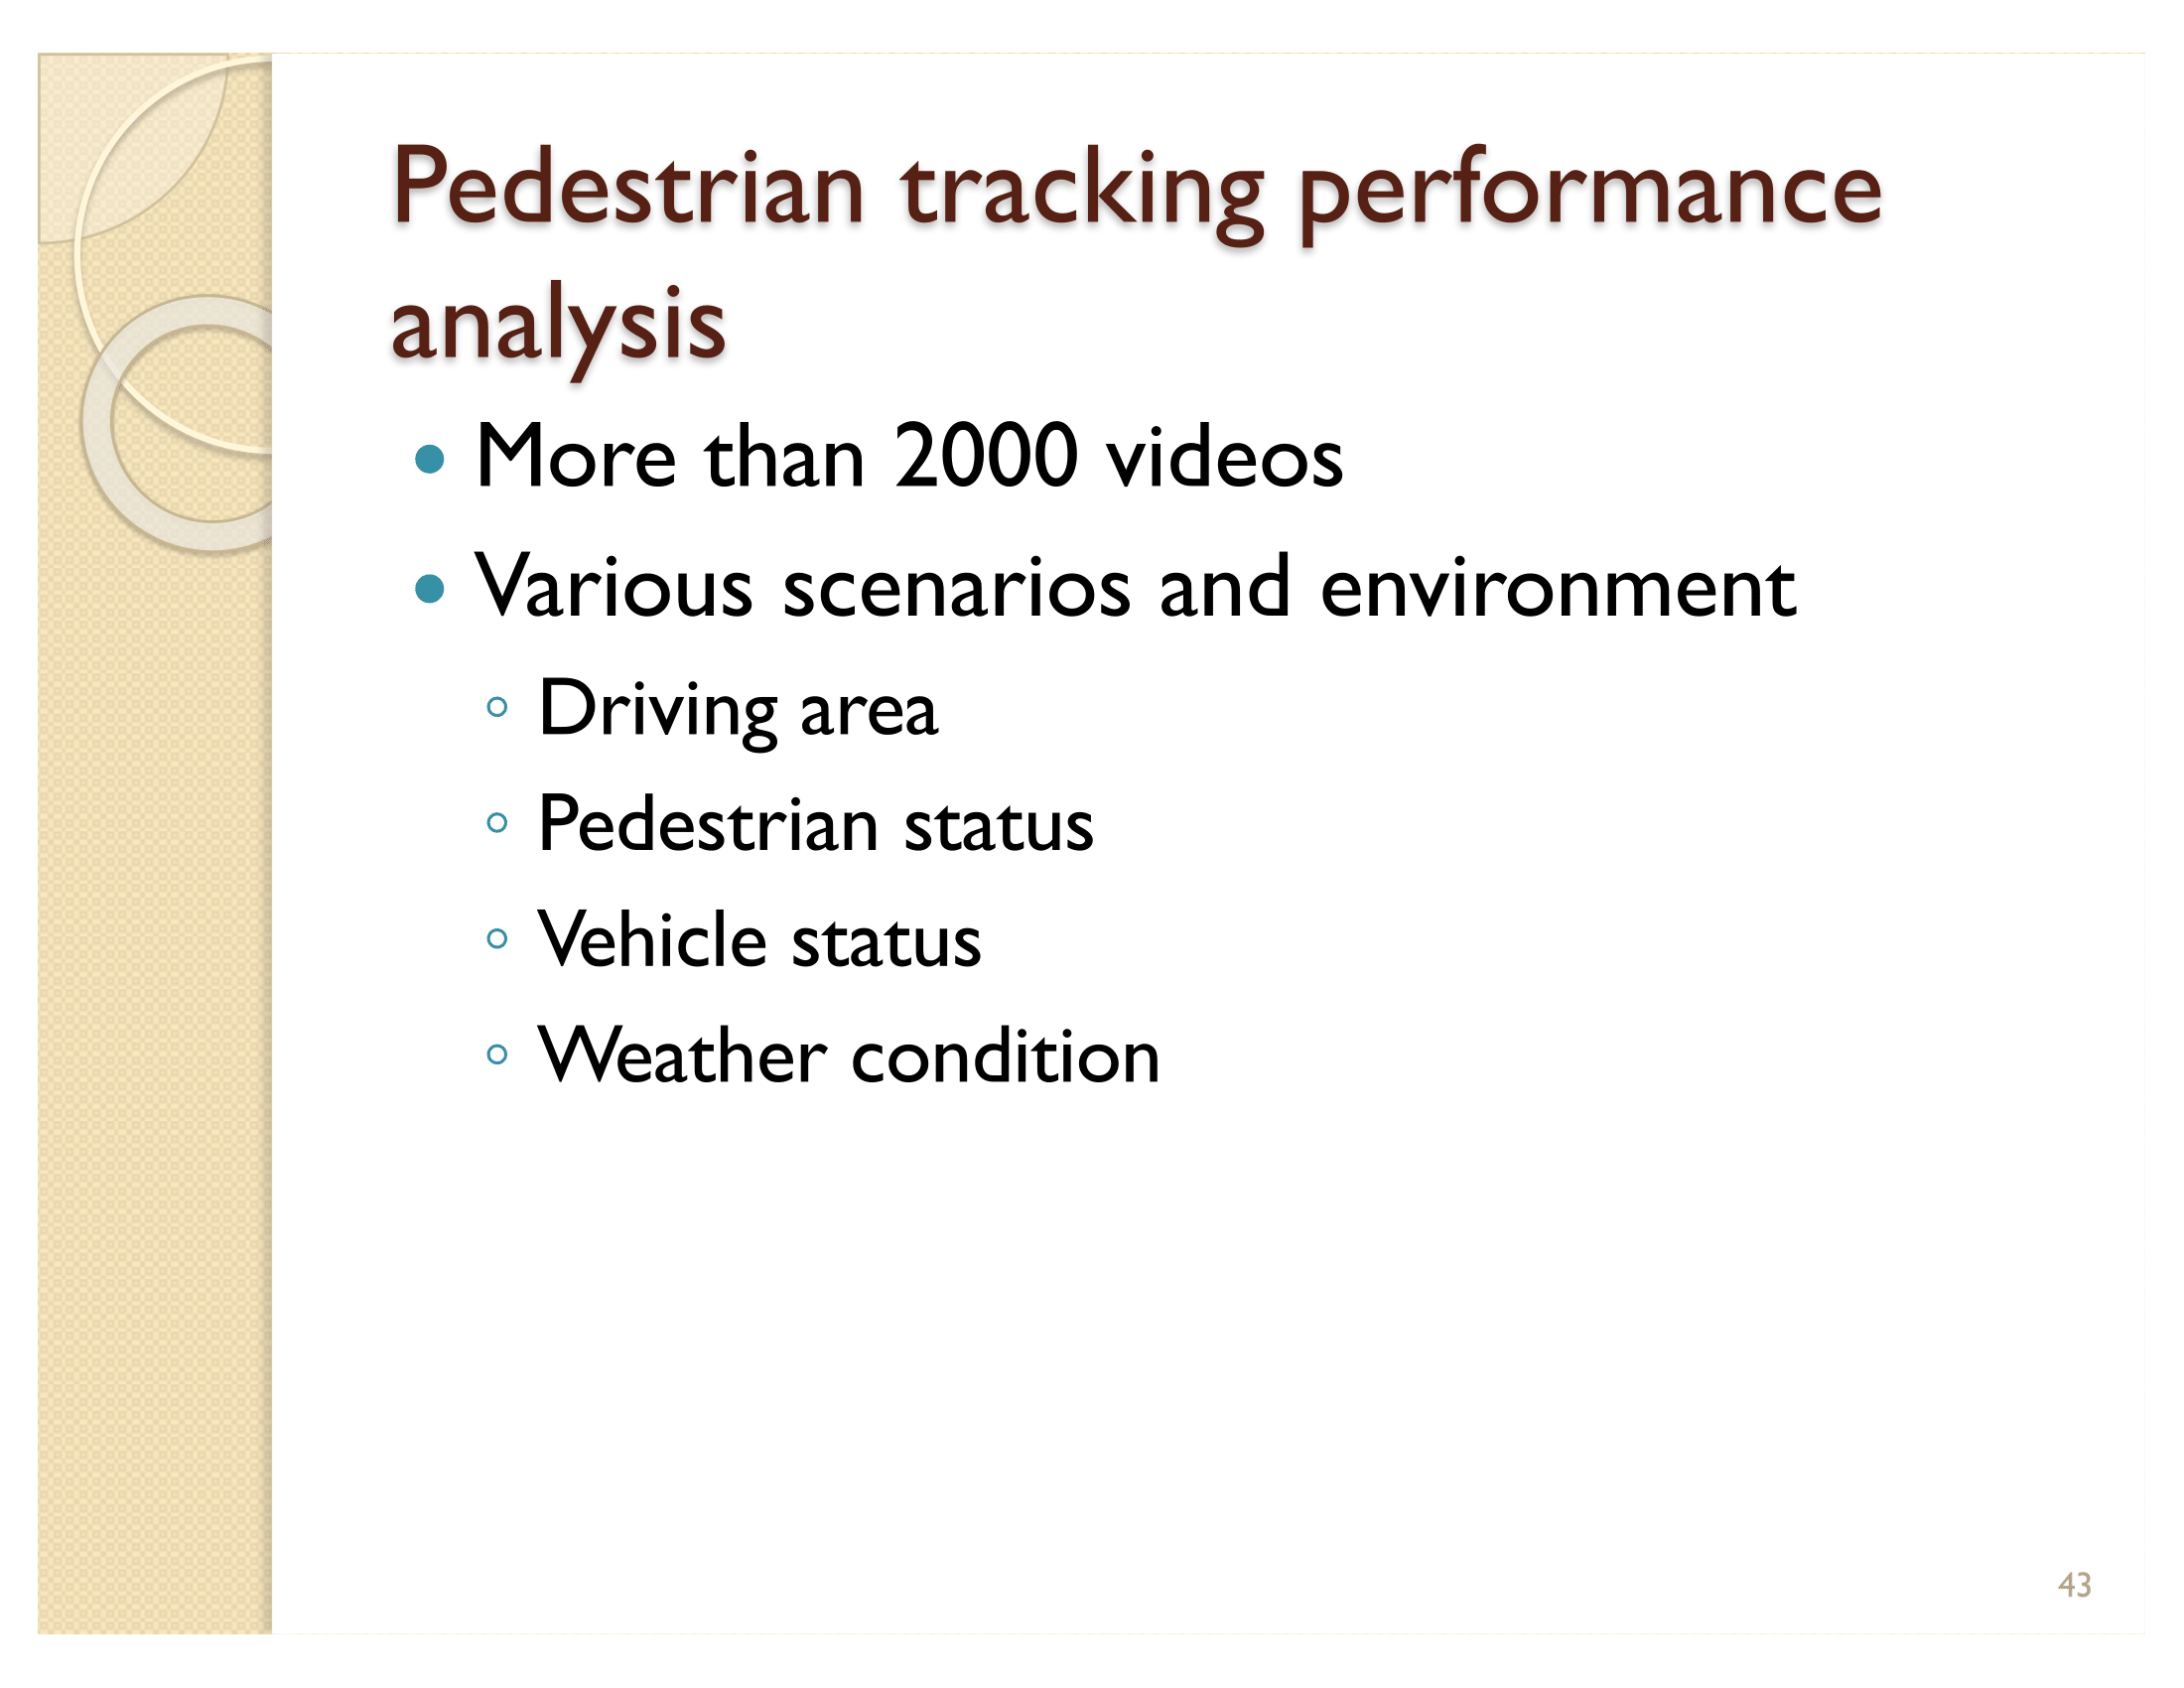 Pedestrian tracking performance
analysis
More than 2000 videos
Various scenarios and environment
Driving area
Pedestrian status
Vehicle status
Weather condition
43